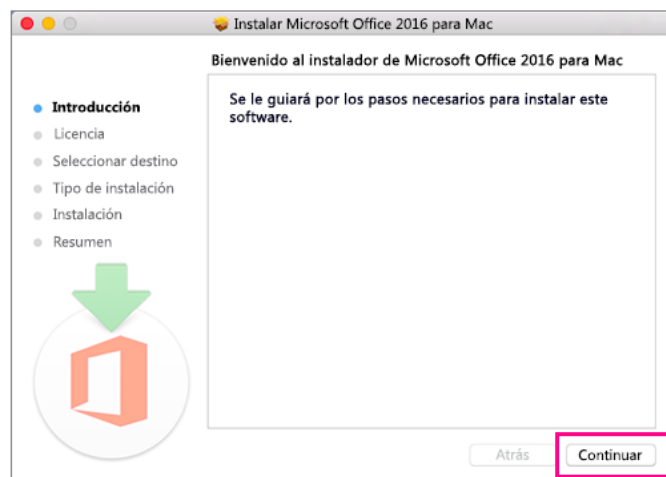 Instalar Microsoft Office 2016 para Mac
Bienvenido al instalador de Microsoft Office 2016 para Mac
Introducción
Licencia
Seleccionar destino
Tipo de instalación
Instalación
Resumen
Se le guiará por los pasos necesarios para instalar este
software.
Atrás
Continuar